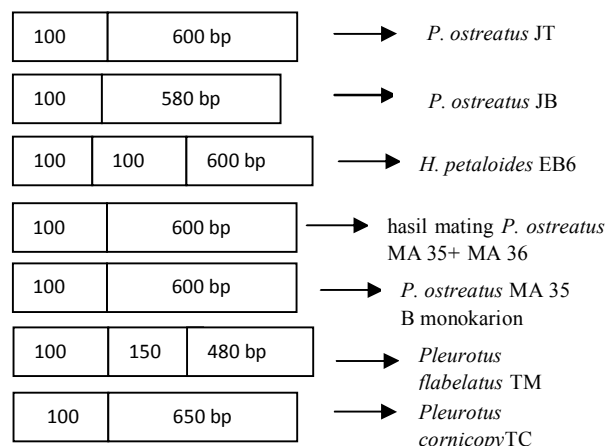 100 600 bp P. ostreatus JT
100 580 bp P. ostreatus JB
100 100 600 bp H. petaloides EB6
100 600 bp hasil mating P. ostreatus
MA 35+ MA 36
100 600 bp P. ostreatus MA 35
B monokarion
100 150 480 bp Pleurotus
flabelatus TM
100 650 bp Pleurotus
cornicopyTC